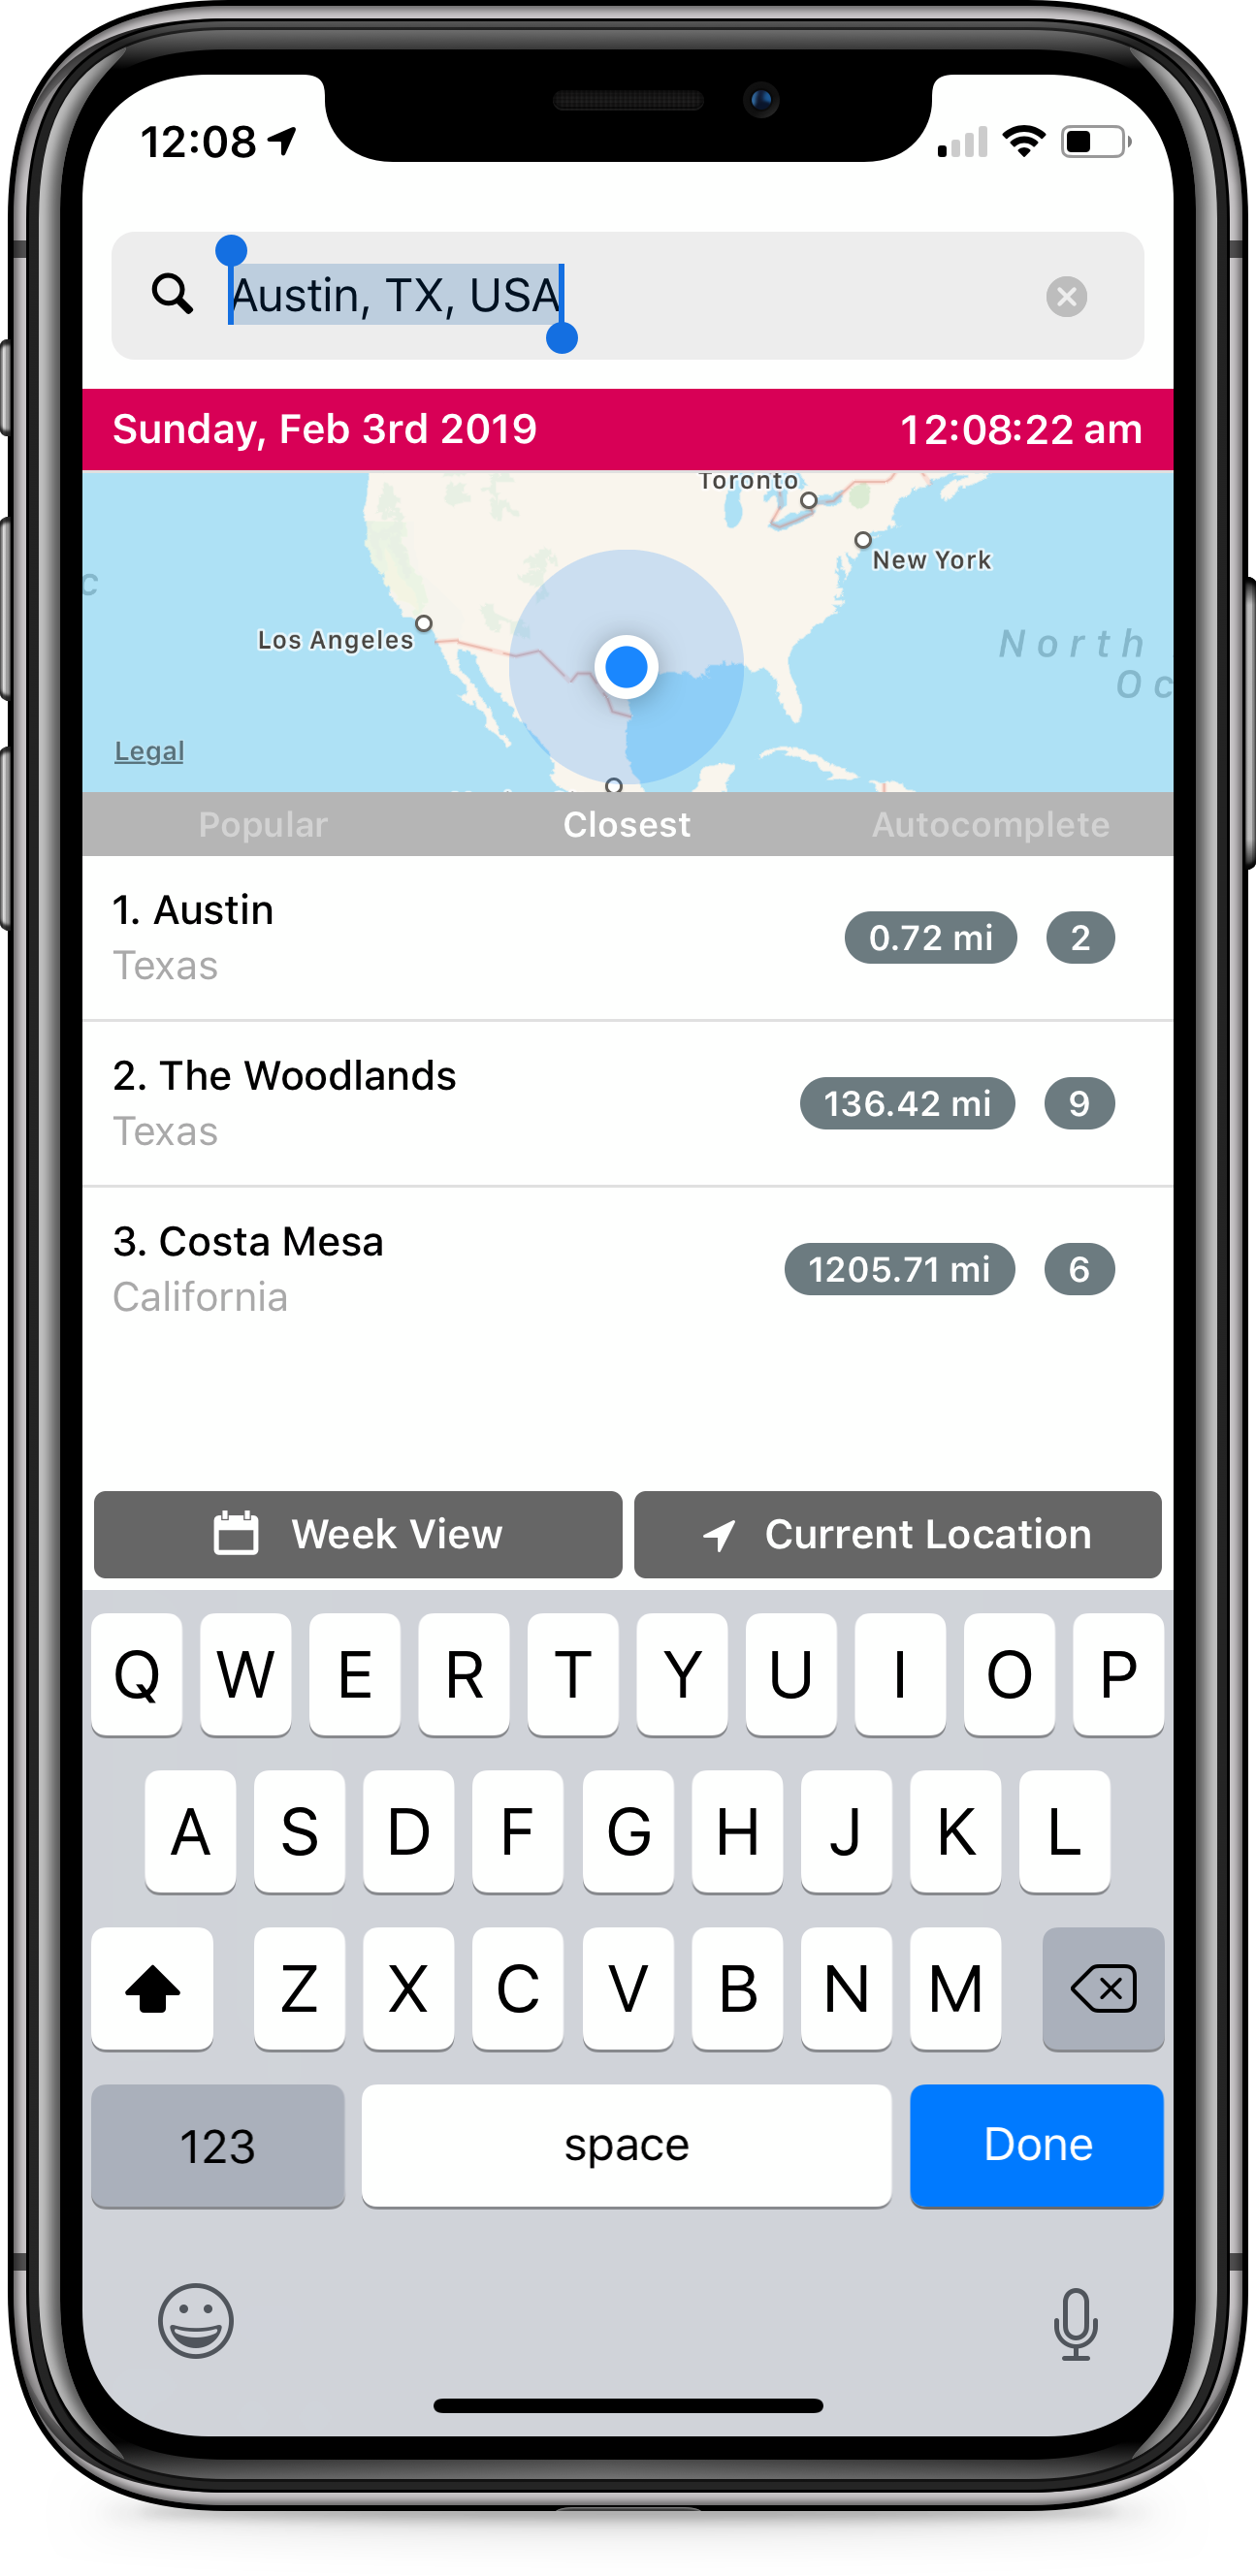 12:08
Austin, TX, USA
Sunday, Feb 3rd 2019 12:08:22 am
Toronto
New York
Los Angeles
North
Oc
c
Legal
Popular Closest Autocomplete
1. Austin
Texas
0.72 mi 2
2. The Woodlands
Texas
136.42 mi 9
3. Costa Mesa
California
1205.71 mi 6
Week View Current Location
Q W E R T Y U I O P
A S D F G H J K L
Z X C V B N M
123 space Done